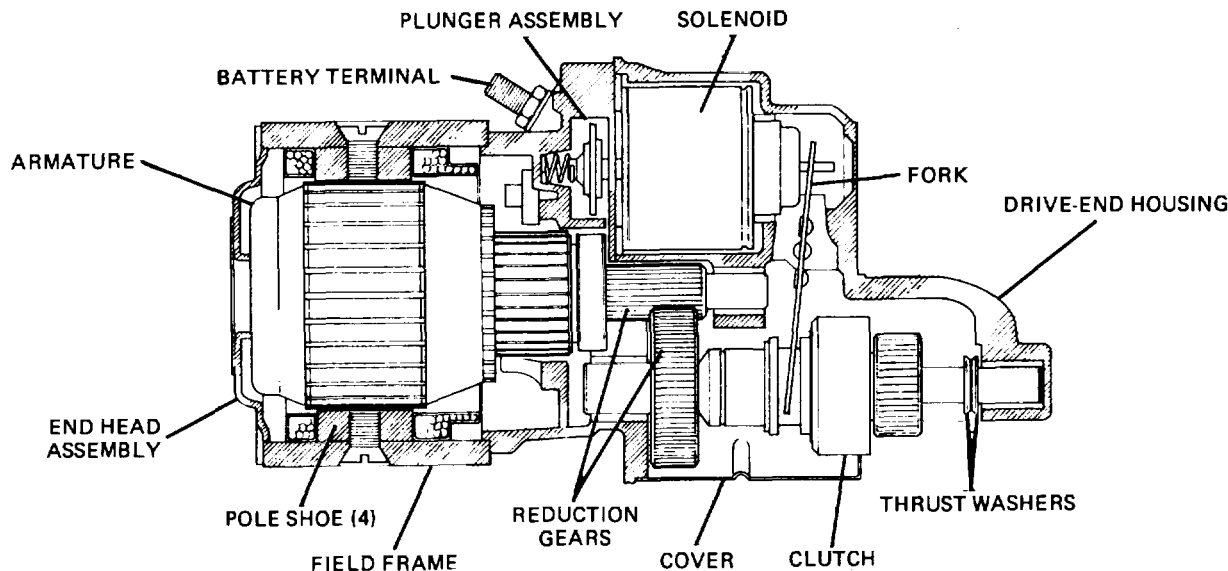 PLUNGER ASSEMBLY
SOLENOID
BATTERY TERMINAL
ARMATURE
FORK
DRIVE-END HOUSING
END HEAD
ASSEMBLY
POLE SHOE (4)
FIELD FRAME
REDUCTION
GEARS
COVER
CLUTCH
THRUST WASHERS